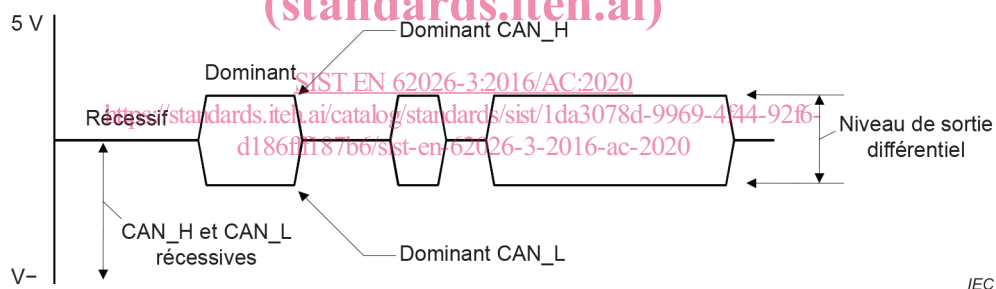 (standards.iteh.ai)
5 V
Dominant CAN_H
Dominant
SIST EN 62026-3:2016/AC:2020
Récessif
https://standards.iteh.ai/catalog/standards/sist/1da3078d-9969-4f44-92f6-
d186ffff87b6/sist-en-62026-3-2016-ac-2020
Niveau de sortie
différentiel
CAN_H et CAN_L
récessives
Dominant CAN_L
V–
IEC